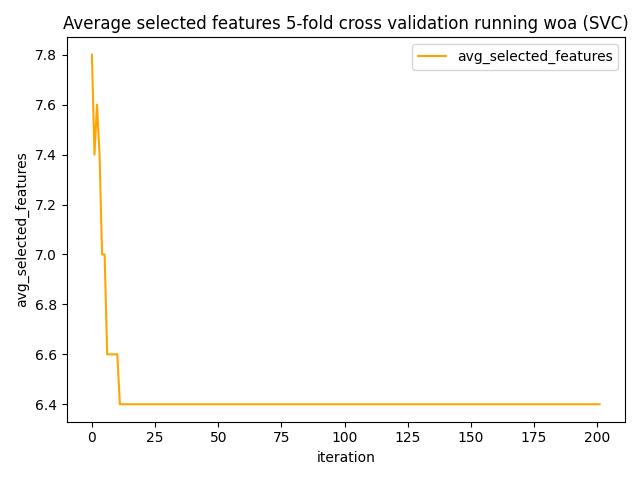 Average selected features 5-fold cross validation running woa (SVC)
avg_selected_features
7.8
7.6
7.4
7.2
7.0
6.8
6.6
6.4
avg_selected_features
0 25 50 75 100 125 150 175 200
iteration